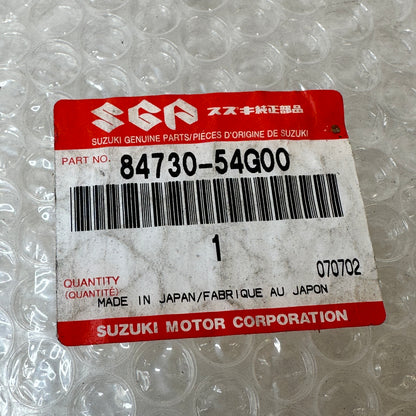 SGP スズキ純正部品
SUZUKI GENUINE PARTS/PIÈCES D'ORIGINE DE SUZUKI
PART NO. 84730-54G00
1
070702
QUANTITY
(QUANTITÉ)
MADE IN JAPAN/FABRIQUE AU JAPON
SUZUKI MOTOR CORPORATION